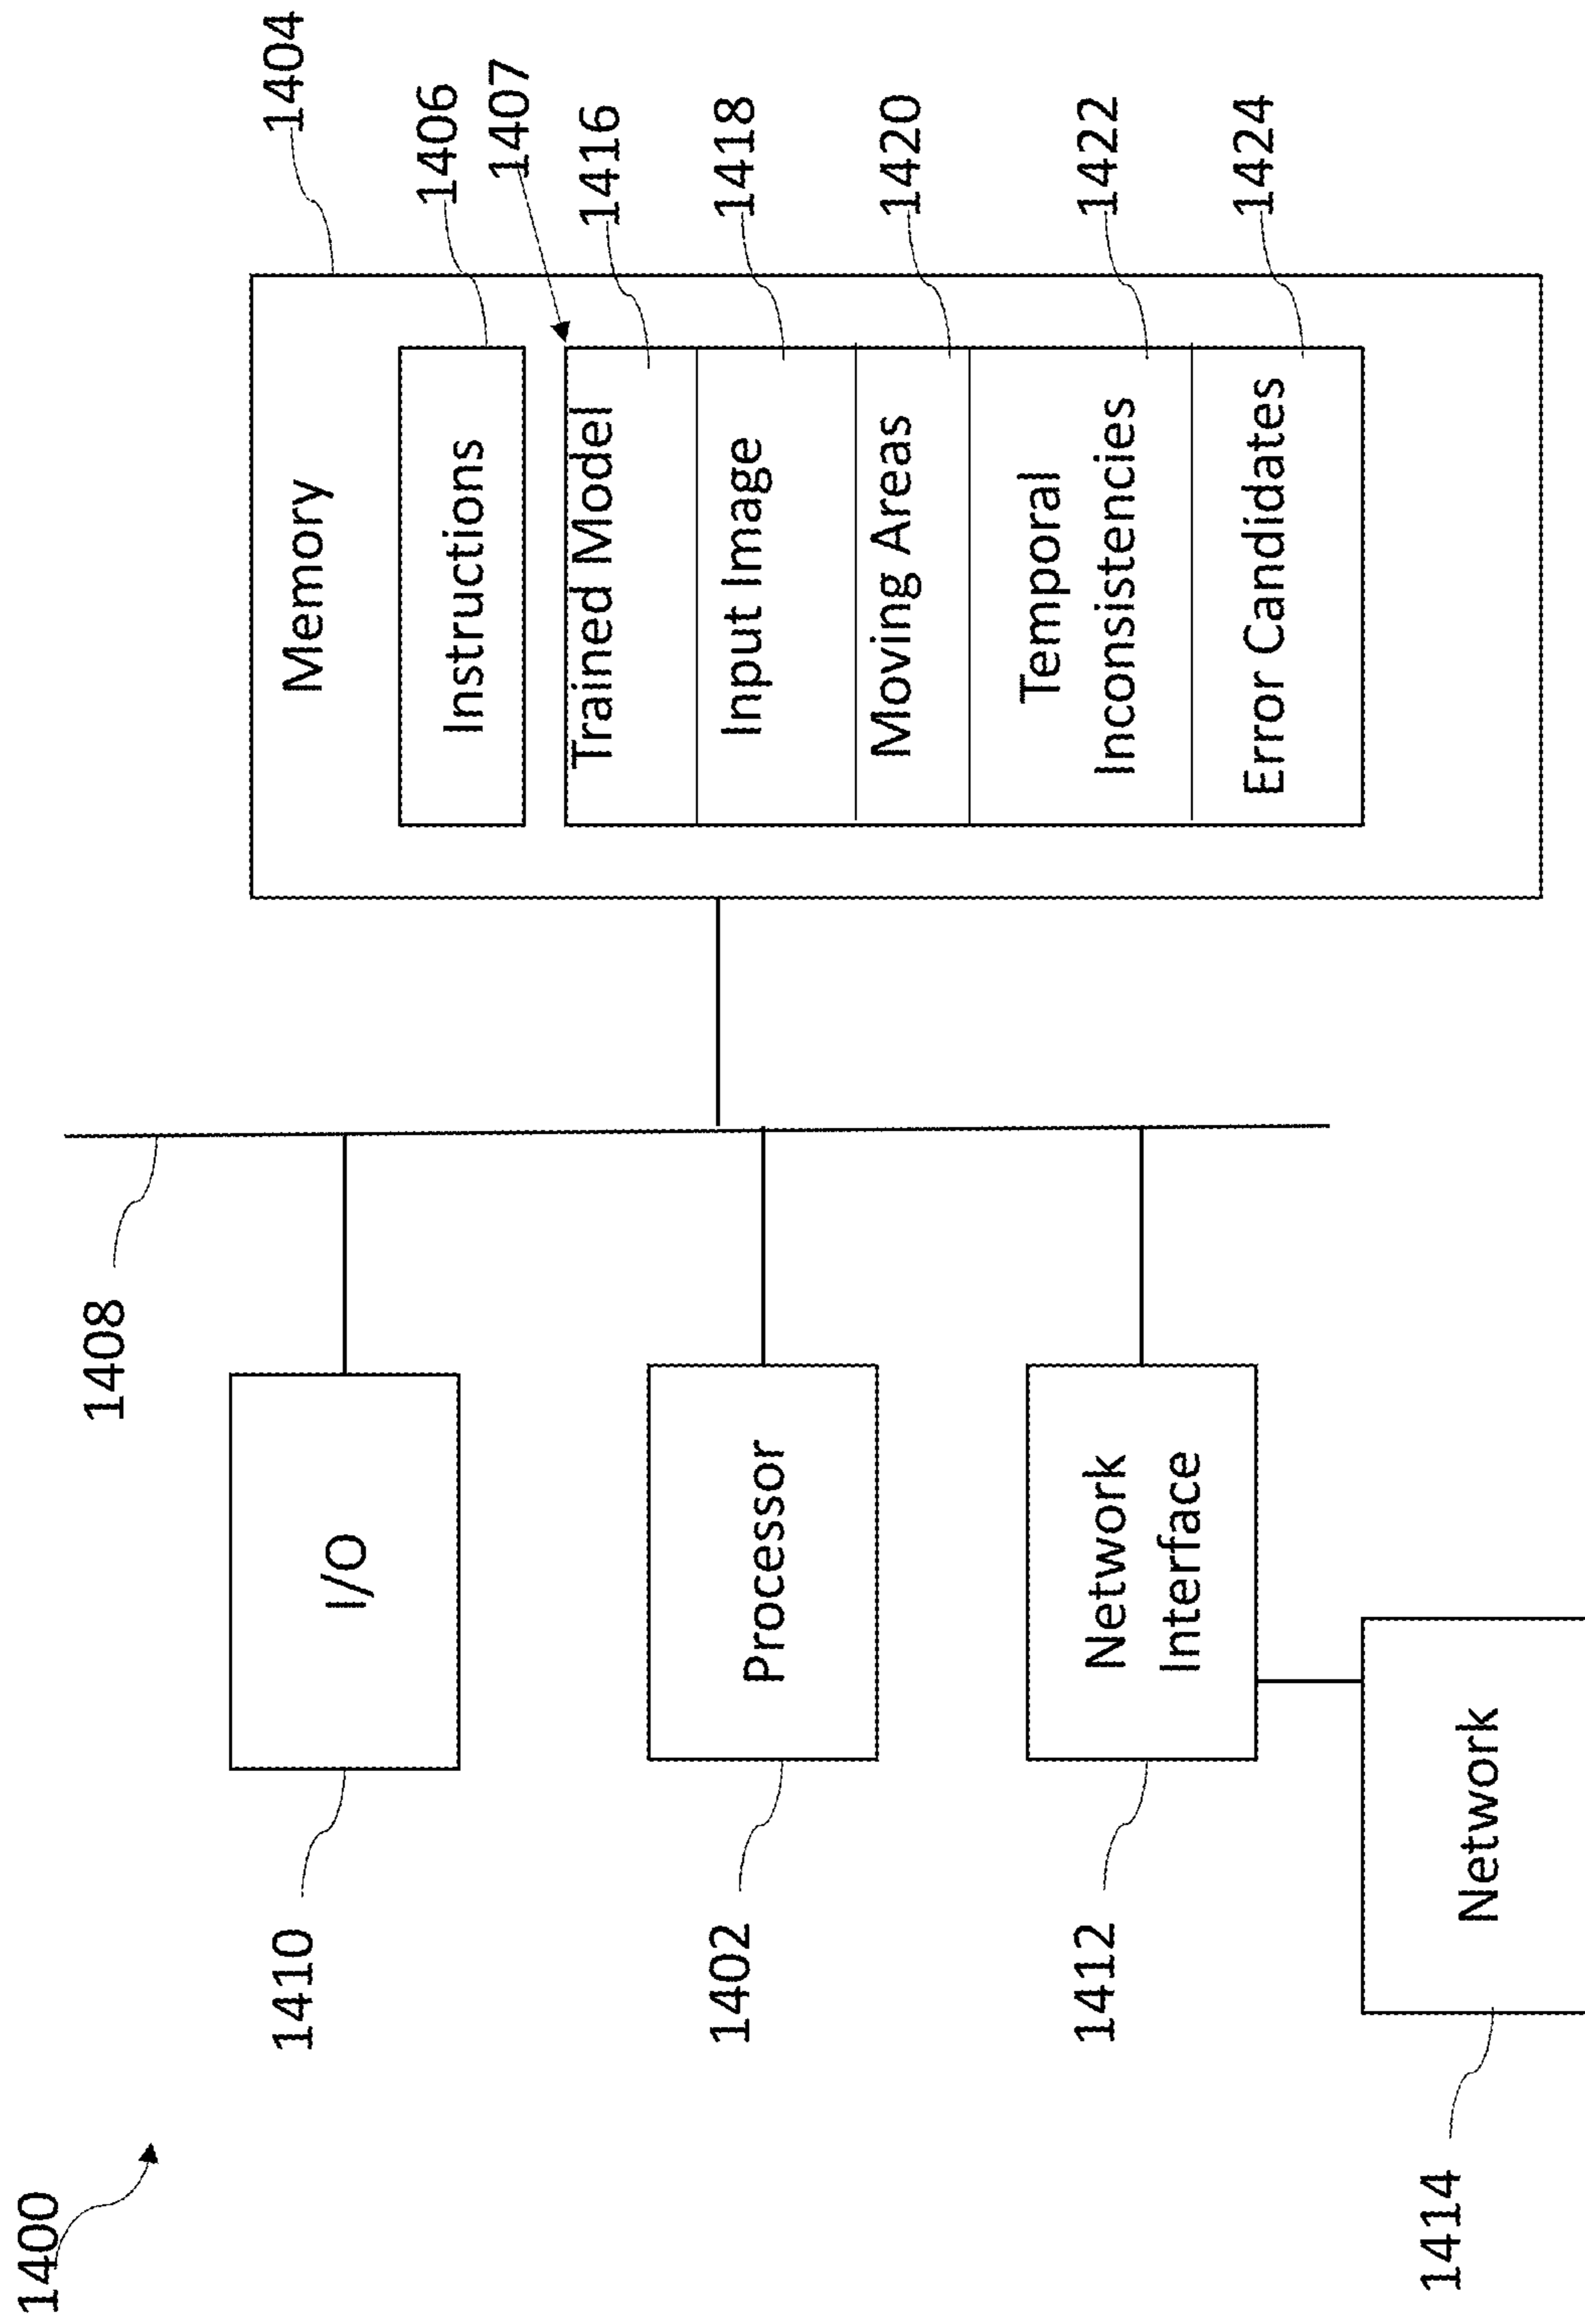 1400
1408
1404
1406
1407
1416
1418
1420
1422
1424
Memory
Instructions
Trained Model
Input Image
Moving Areas
Temporal
Inconsistencies
Error Candidates
1410
I/O
1402
Processor
1412
Network
Interface
1414
Network